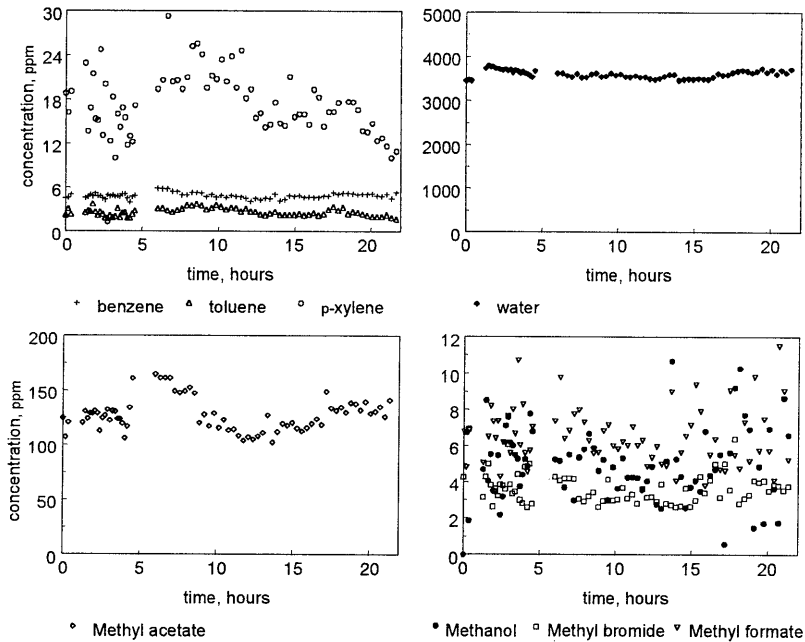 30
24
18
12
6
0
concentration, ppm
0 5 10 15 20
time, hours
+ benzene △ toluene ○ p-xylene
5000
4000
3000
2000
1000
0
0 5 10 15 20
time, hours
◆ water
200
150
100
50
0
concentration, ppm
0 5 10 15 20
time, hours
◇ Methyl acetate
12
10
8
6
4
2
0
0 5 10 15 20
time, hours
● Methanol □ Methyl bromide ▽ Methyl formate